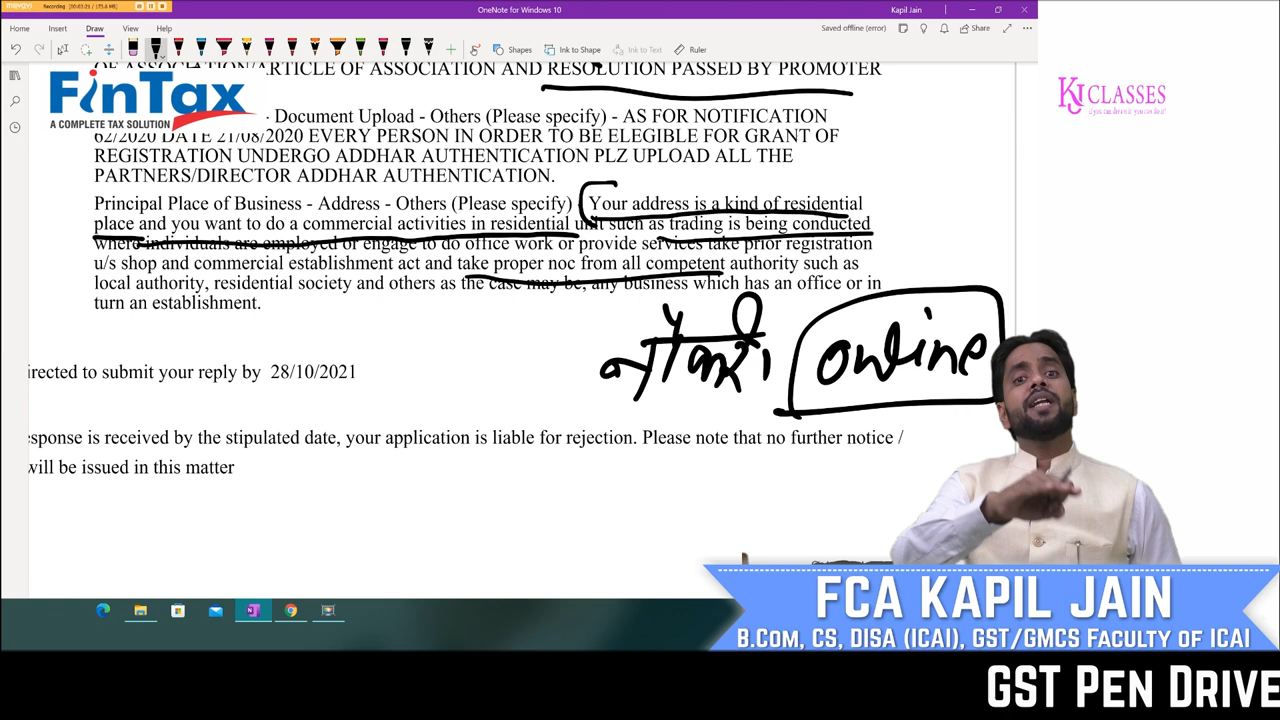 Recording [00:03:21 / 175.8 MB]
OneNote for Windows 10
Kapil Jain
Home Insert Draw View Help
Saved offline (error)
Share
Shapes Ink to Shape Ink to Text Ruler
OF ASSOCIATION/ARTICLE OF ASSOCIATION AND RESOLUTION PASSED BY PROMOTER
FinTax
A COMPLETE TAX SOLUTION
KJ CLASSES
- Document Upload - Others (Please specify) - AS FOR NOTIFICATION
62/2020 DATE 21/08/2020 EVERY PERSON IN ORDER TO BE ELEGIBLE FOR GRANT OF
REGISTRATION UNDERGO ADDHAR AUTHENTICATION PLZ UPLOAD ALL THE
PARTNERS/DIRECTOR ADDHAR AUTHENTICATION.
Principal Place of Business - Address - Others (Please specify) - Your address is a kind of residential
place and you want to do a commercial activities in residential unit such as trading is being conducted
where individuals are employed or engage to do office work or provide services take prior registration
u/s shop and commercial establishment act and take proper noc from all competent authority such as
local authority, residential society and others as the case may be, any business which has an office or in
turn an establishment.
नौकरी online
irected to submit your reply by 28/10/2021
esponse is received by the stipulated date, your application is liable for rejection. Please note that no further notice /
will be issued in this matter
FCA KAPIL JAIN
B.Com, CS, DISA (ICAI), GST/GMCS Faculty of ICAI
GST Pen Drive